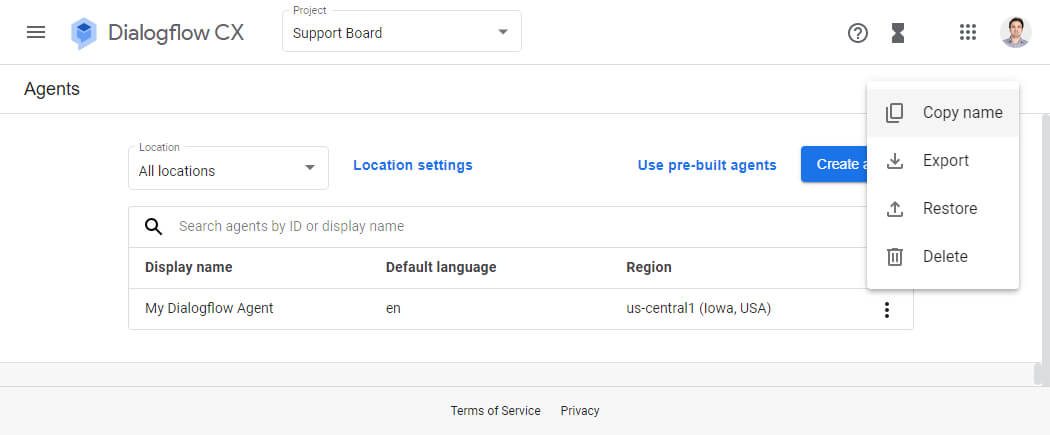 Dialogflow CX
Project
Support Board
Agents
Copy name
Export
Restore
Delete
Location
All locations
Location settings
Use pre-built agents
Create a
Search agents by ID or display name
Display name Default language Region
My Dialogflow Agent en us-central1 (Iowa, USA)
Terms of Service Privacy